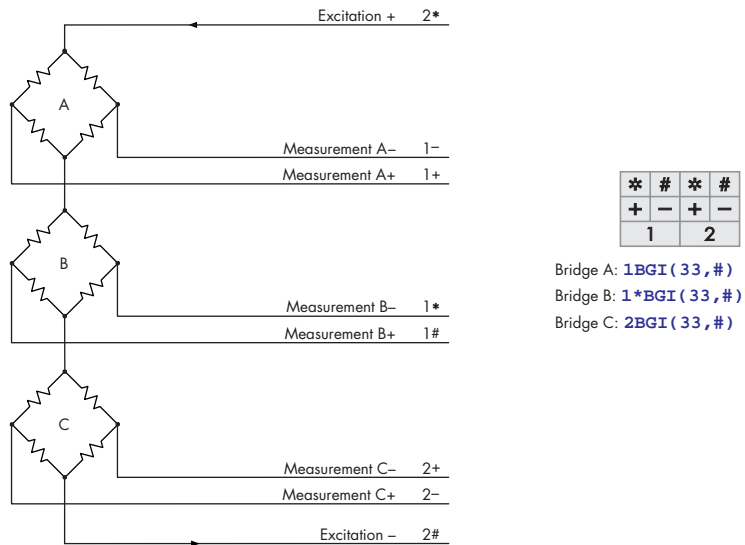 Excitation + 2*
A
Measurement A– 1–
Measurement A+ 1+
B
Measurement B– 1*
Measurement B+ 1#
C
Measurement C– 2+
Measurement C+ 2–
Excitation – 2#
* # * #
+ – + –
1 2
Bridge A: 1BGI(33,#)
Bridge B: 1*BGI(33,#)
Bridge C: 2BGI(33,#)